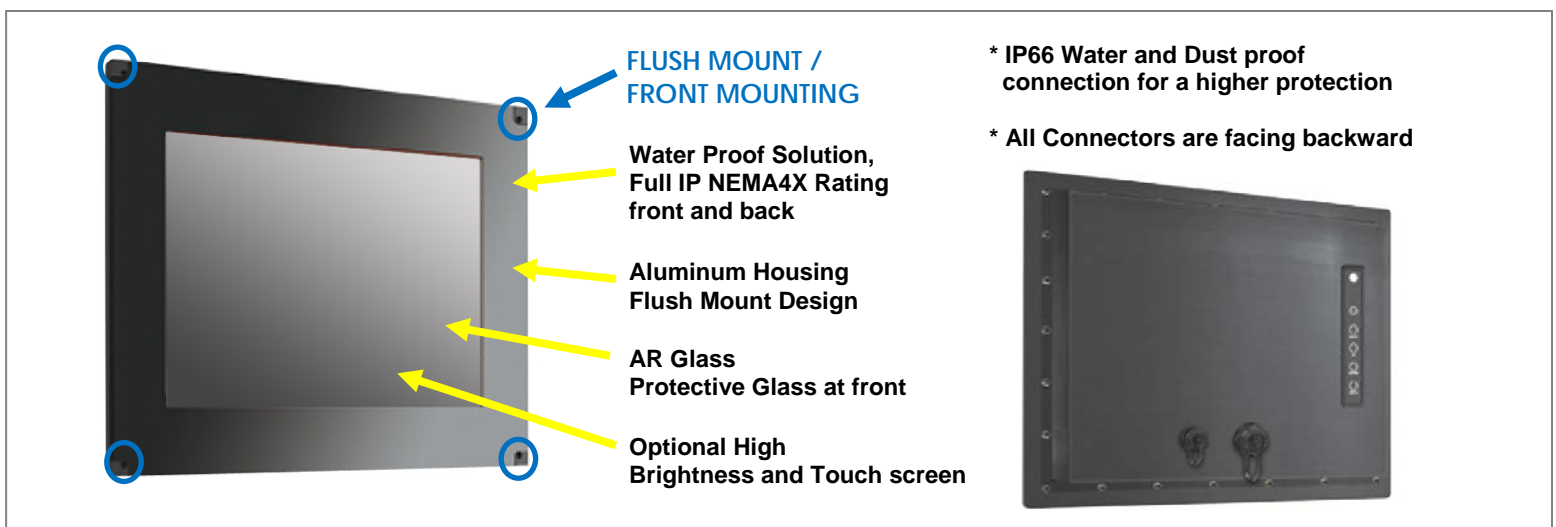 FLUSH MOUNT /
FRONT MOUNTING
Water Proof Solution,
Full IP NEMA4X Rating
front and back
Aluminum Housing
Flush Mount Design
AR Glass
Protective Glass at front
Optional High
Brightness and Touch screen
* IP66 Water and Dust proof
connection for a higher protection
* All Connectors are facing backward